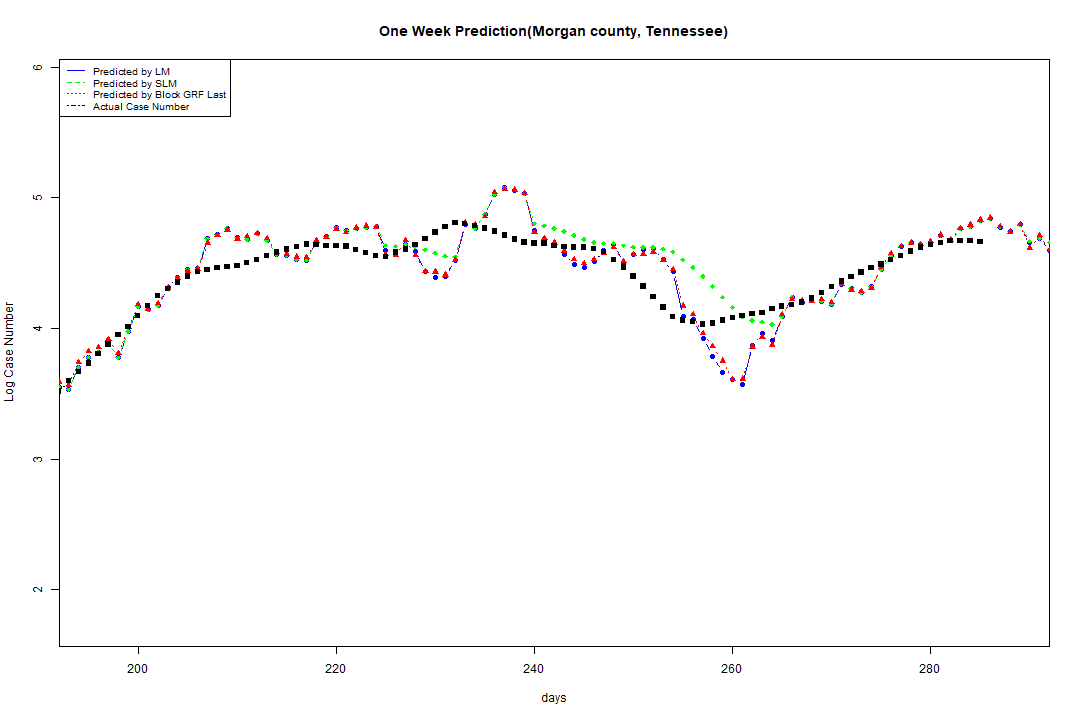 One Week Prediction(Morgan county, Tennessee)
6
Predicted by LM
Predicted by SLM
Predicted by Block GRF Last
Actual Case Number
5
4
3
2
Log Case Number
200 220 240 260 280
days